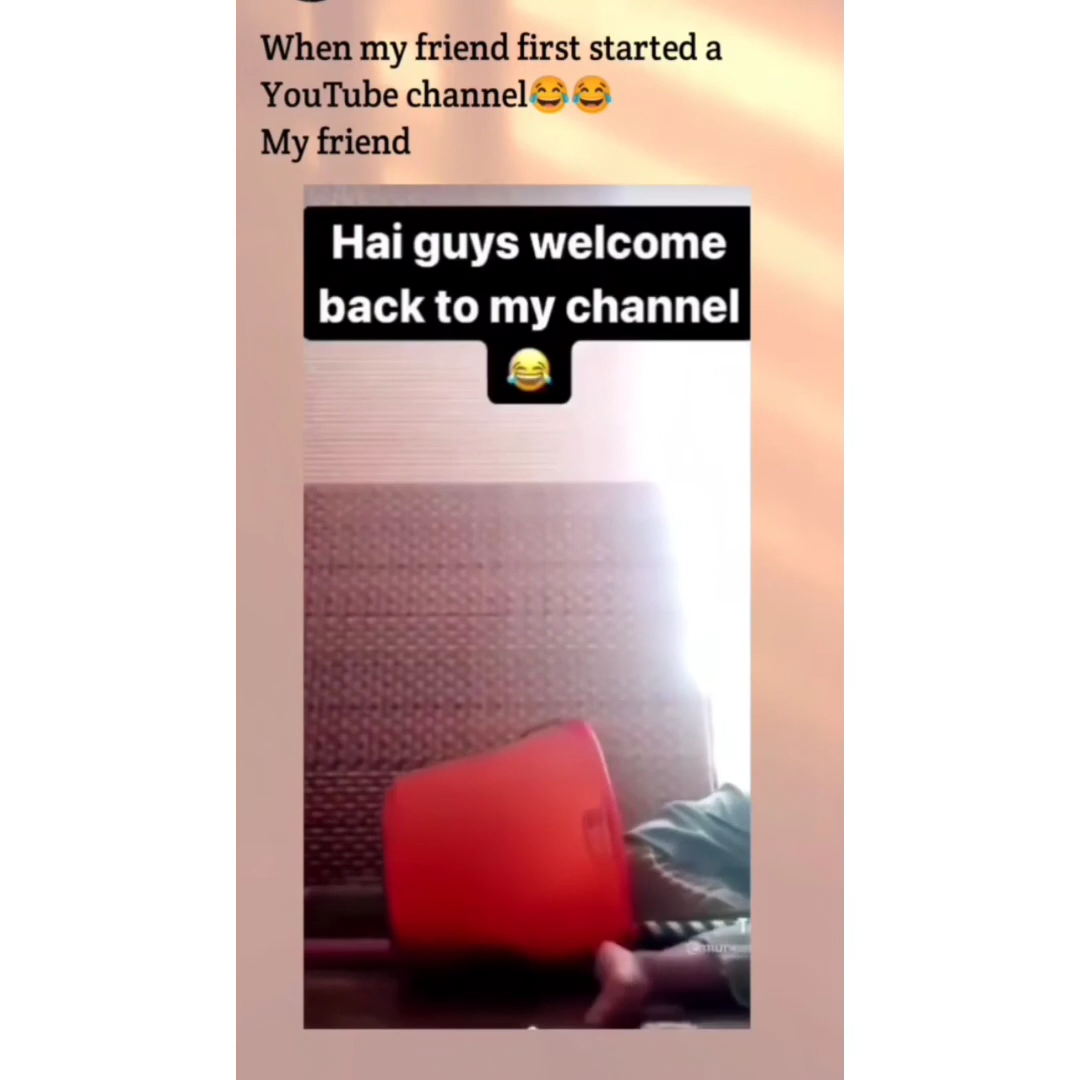 When my friend first started a
YouTube channel😂😂
My friend
Hai guys welcome
back to my channel
😂